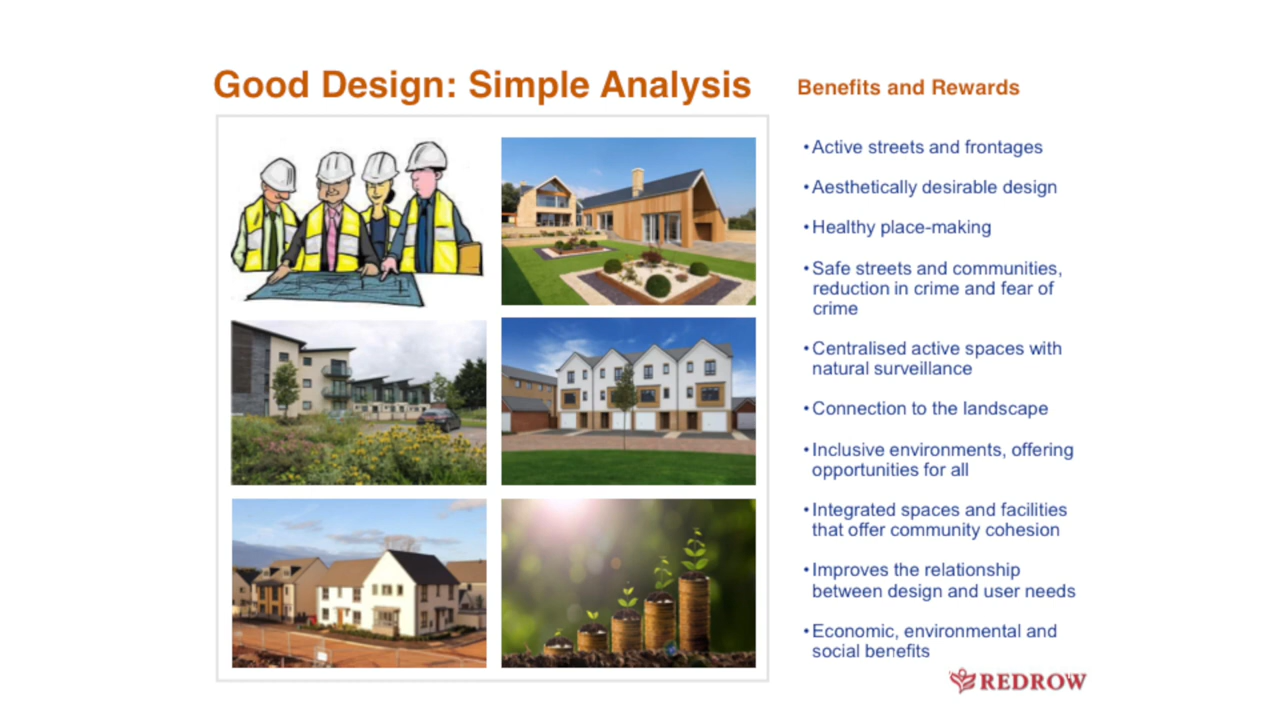 Good Design: Simple Analysis
Benefits and Rewards
• Active streets and frontages
• Aesthetically desirable design
• Healthy place-making
• Safe streets and communities,
reduction in crime and fear of
crime
• Centralised active spaces with
natural surveillance
• Connection to the landscape
• Inclusive environments, offering
opportunities for all
• Integrated spaces and facilities
that offer community cohesion
• Improves the relationship
between design and user needs
• Economic, environmental and
social benefits
REDROW